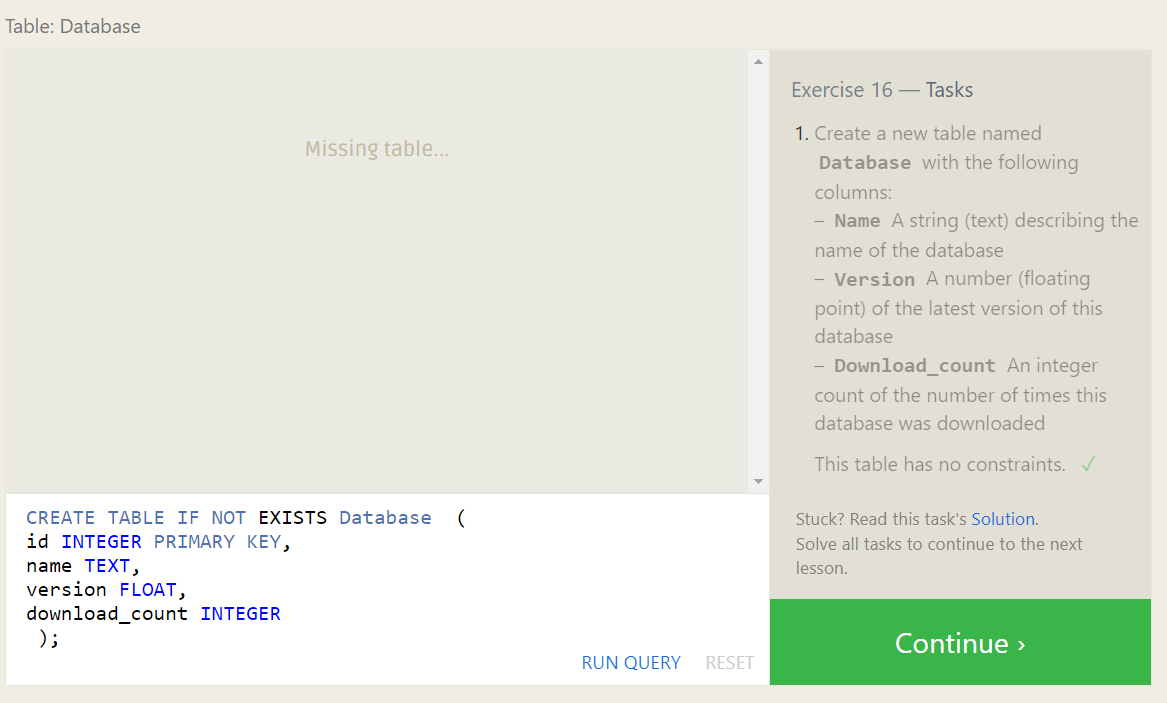 Table: Database
Missing table...
CREATE TABLE IF NOT EXISTS Database  (
id INTEGER PRIMARY KEY,
name TEXT,
version FLOAT,
download_count INTEGER
 );
RUN QUERY RESET
Exercise 16 — Tasks
1. Create a new table named
Database with the following
columns:
– Name A string (text) describing the
name of the database
– Version A number (floating
point) of the latest version of this
database
– Download_count An integer
count of the number of times this
database was downloaded
This table has no constraints. ✓
Stuck? Read this task's Solution.
Solve all tasks to continue to the next
lesson.
Continue ›